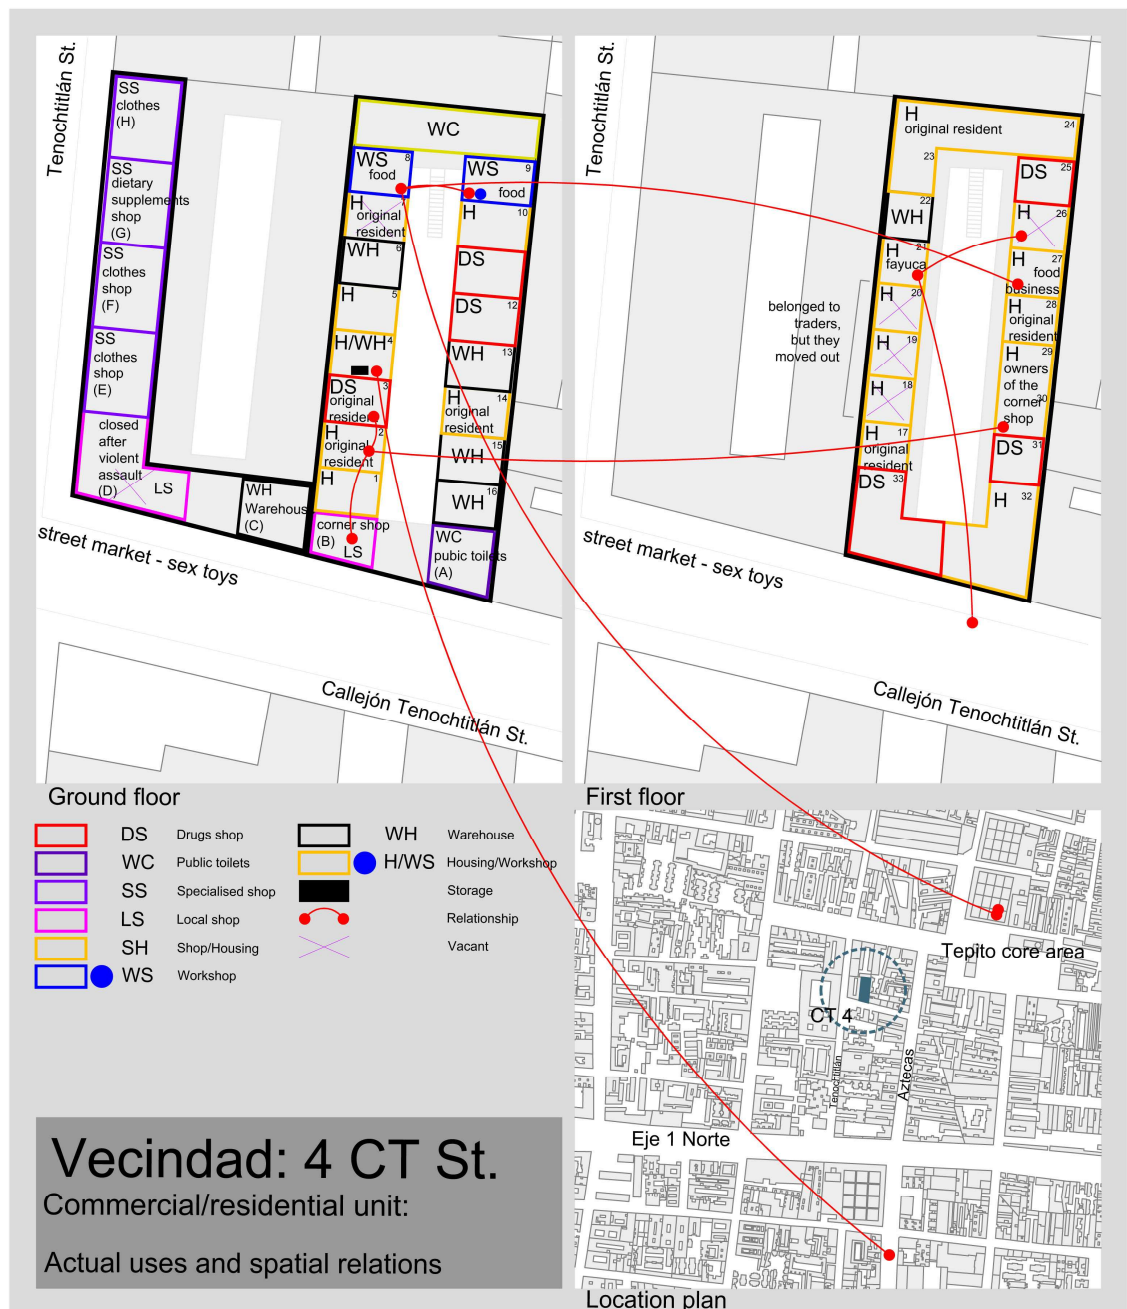 Tenochtitlán St.
SS
clothes
(H)
SS
dietary
supplements
shop
(G)
SS
clothes
shop
(F)
SS
clothes
shop
(E)
closed
after
violent
assault
(D)
LS
WH
Warehouse
(C)
WC
WS
8
food
H
original
resident
WH
6
H
5
H/WH
4
DS
3
original
resident
H
2
original
resident
H
1
corner shop
(B)
LS
WS
9
food
H
10
DS
DS
12
WH
13
H
14
original
resident
15
WH
WH
16
WC
pubic toilets
(A)
street market - sex toys
Callejón Tenochtitlán St.
Ground floor
Tenochtitlán St.
H
original resident
24
23
22
WH
H
21
fayuca
H
20
H
19
H
18
H
17
original
resident
DS
33
DS
25
H
26
H
27
food
business
H
28
original
resident
H
29
owners
of the
corner
shop
30
DS
31
H
32
belonged to
traders,
but they
moved out
street market - sex toys
Callejón Tenochtitlán St.
First floor
DS Drugs shop
WC Public toilets
SS Specialised shop
LS Local shop
SH Shop/Housing
WS Workshop
WH Warehouse
H/WS Housing/Workshop
Storage
Relationship
Vacant
Tepito core area
CT 4
Tenochtitlán
Aztecas
Eje 1 Norte
Location plan
Vecindad: 4 CT St.
Commercial/residential unit:
Actual uses and spatial relations